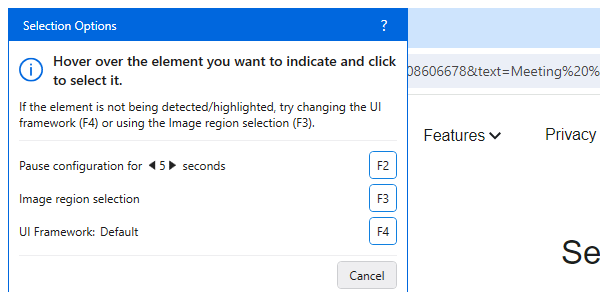 Selection Options ?
Hover over the element you want to indicate and click
to select it.
If the element is not being detected/highlighted, try changing the UI
framework (F4) or using the Image region selection (F3).
Pause configuration for 5 seconds F2
Image region selection F3
UI Framework: Default F4
Cancel
08606678&text=Meeting%20%
Features
Privacy
Se